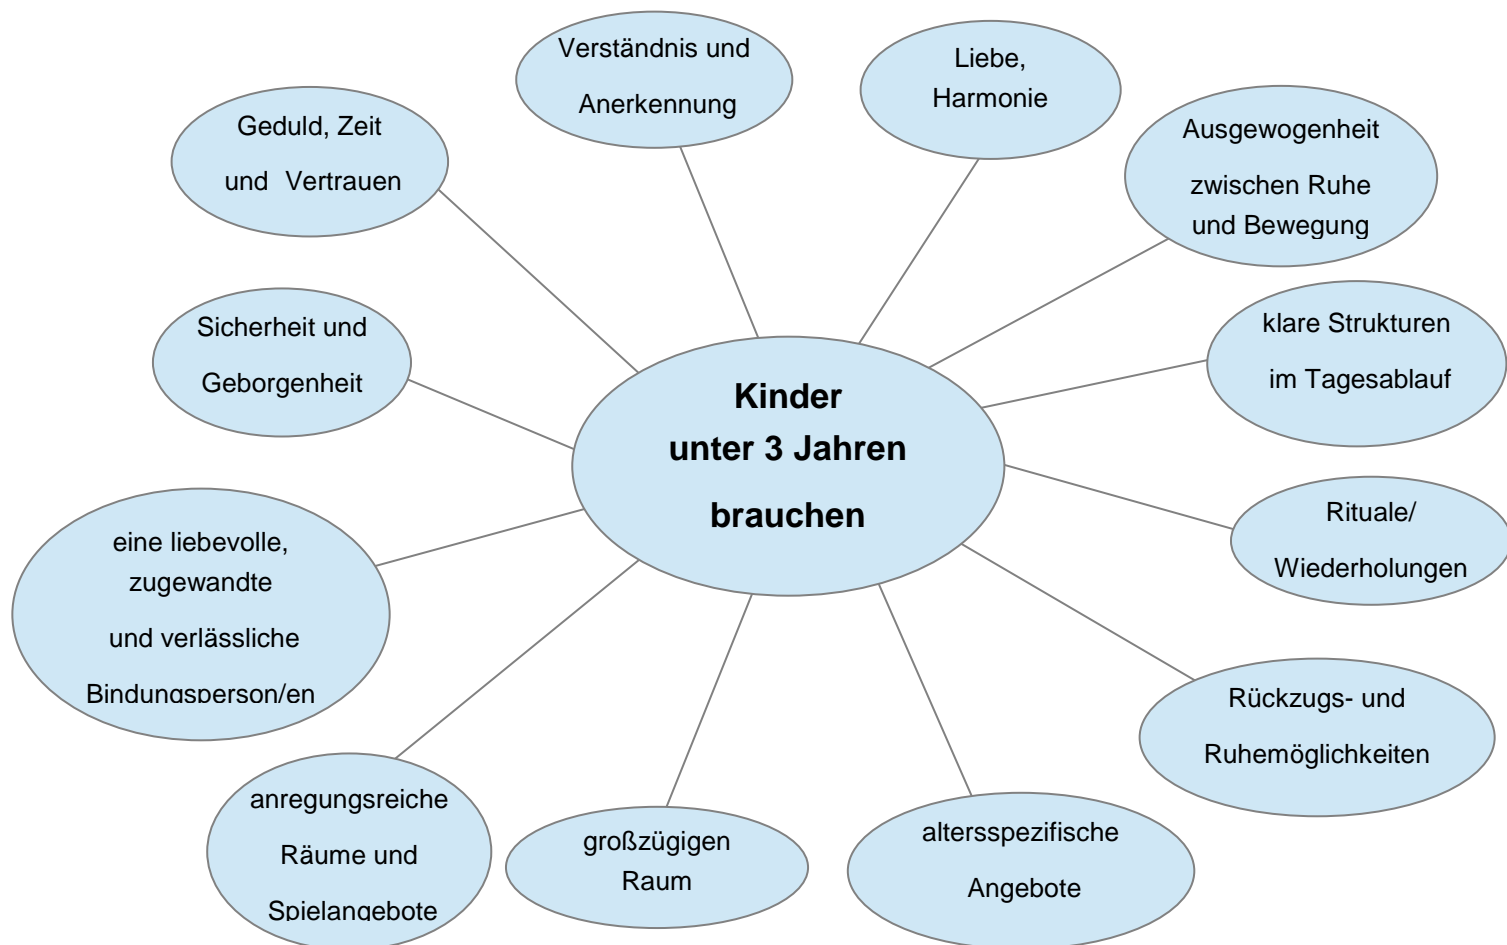 Verständnis und
Anerkennung
Liebe,
Harmonie
Geduld, Zeit
und Vertrauen
Ausgewogenheit
zwischen Ruhe
und Bewegung
Sicherheit und
Geborgenheit
klare Strukturen
im Tagesablauf
Kinder
unter 3 Jahren
brauchen
eine liebevolle,
zugewandte
und verlässliche
Bindungsperson/en
Rituale/
Wiederholungen
Rückzugs- und
Ruhemöglichkeiten
anregungsreiche
Räume und
Spielangebote
großzügigen
Raum
altersspezifische
Angebote